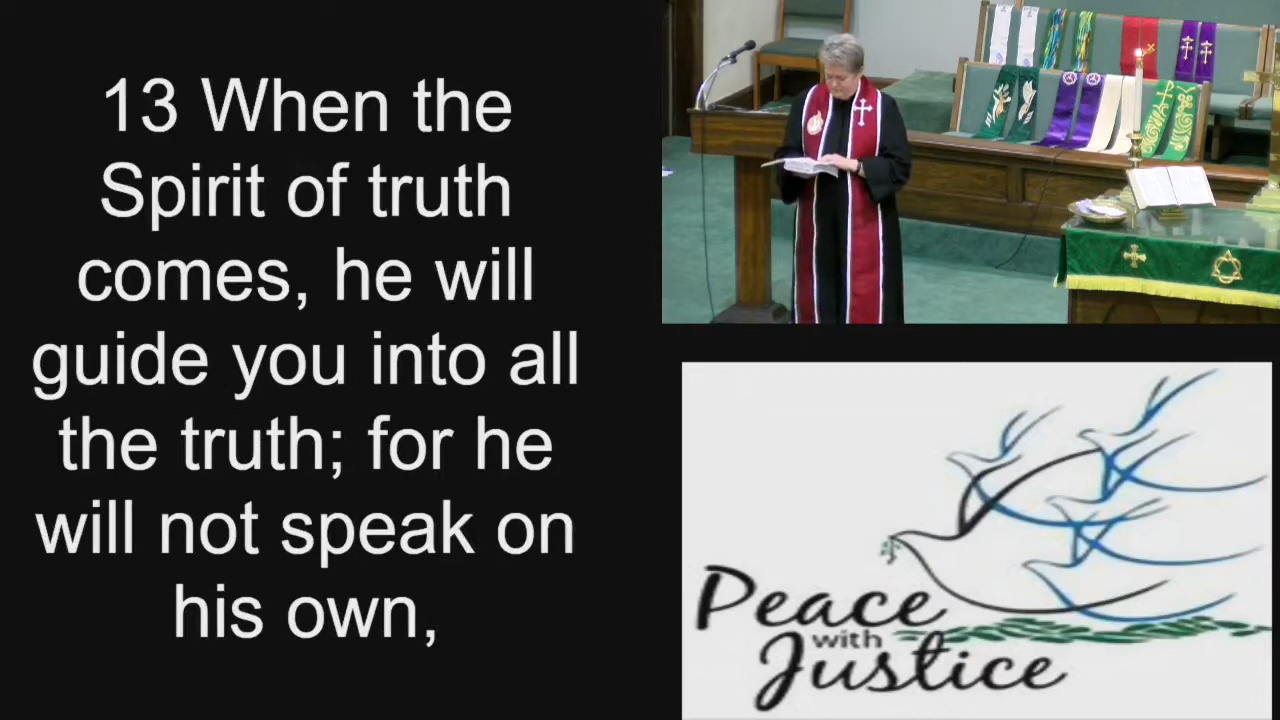 13 When the
Spirit of truth
comes, he will
guide you into all
the truth; for he
will not speak on
his own,
Peace
with
Justice